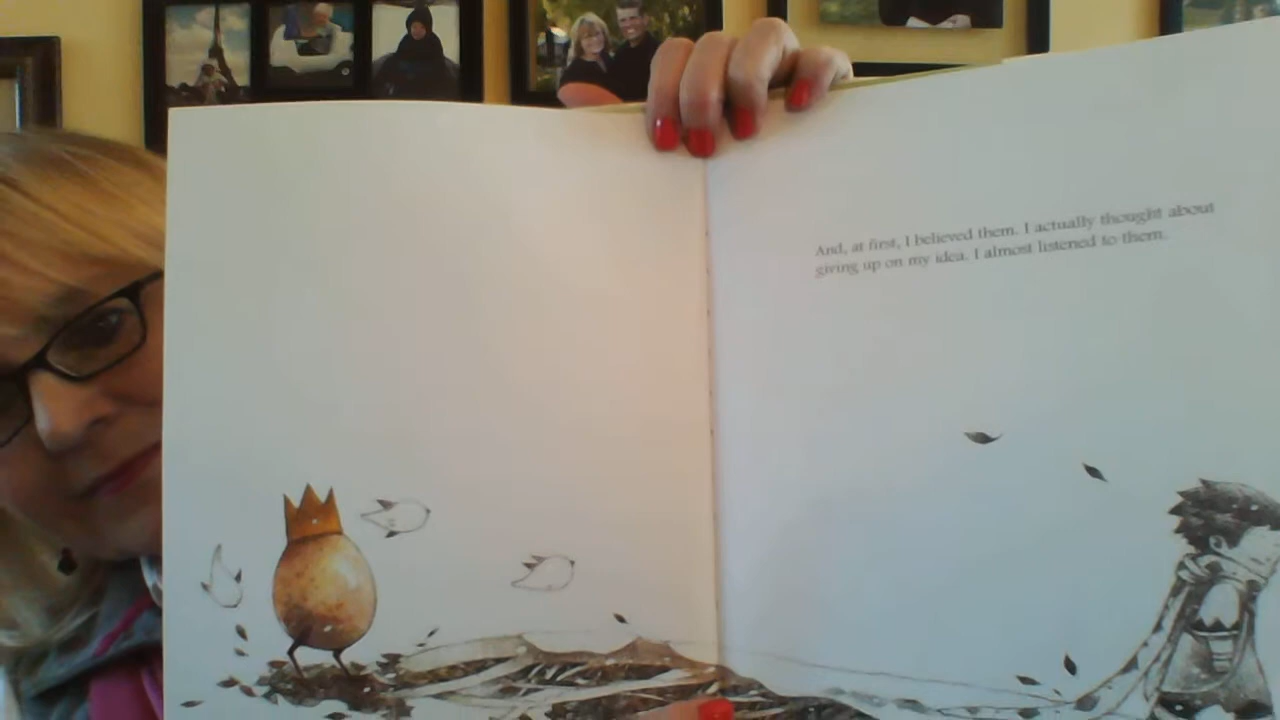 And, at first, I believed them. I actually thought about
giving up on my idea. I almost listened to them.